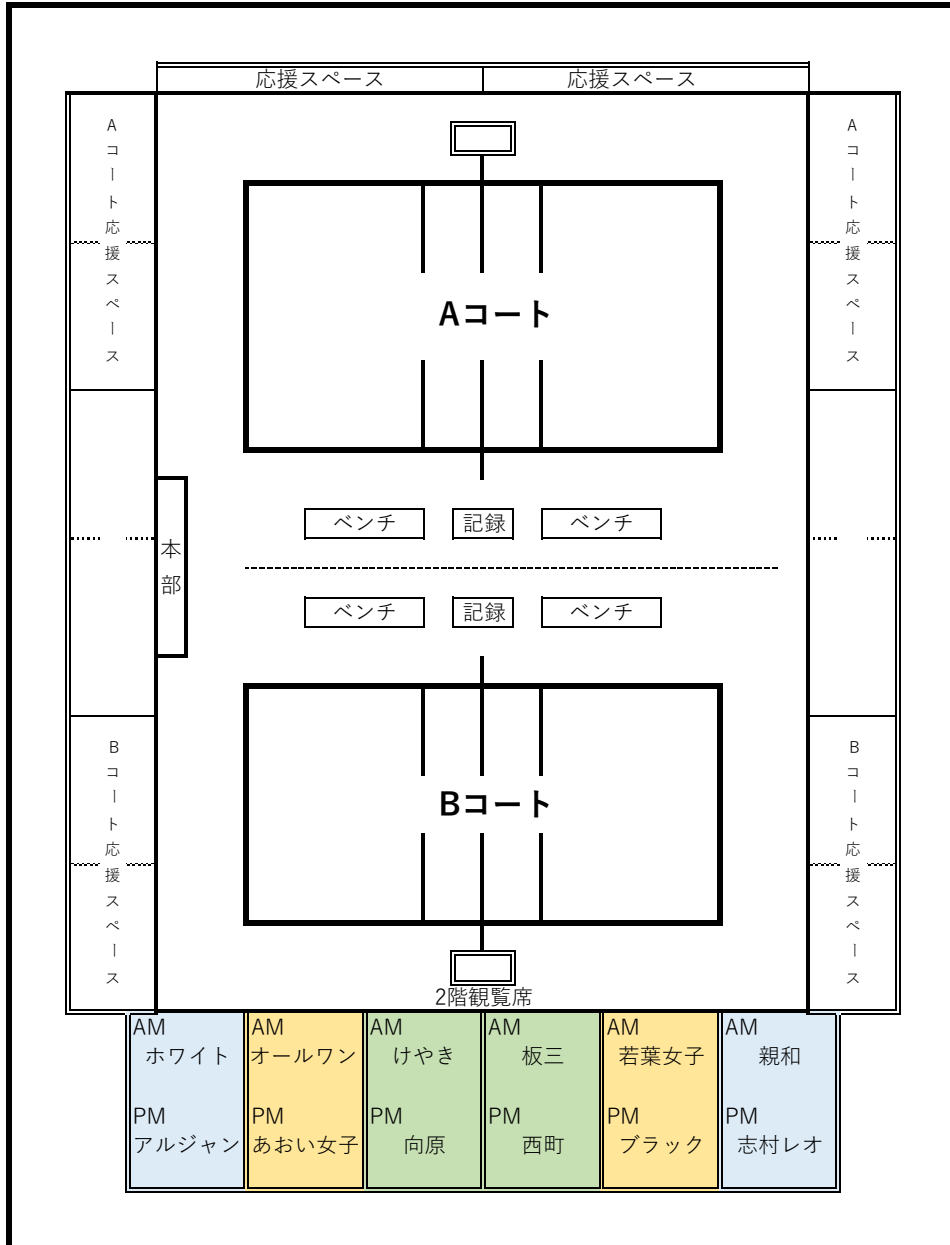 応援スペース
応援スペース
Aコート応援スペース
Aコート応援スペース
Aコート
ベンチ
記録
ベンチ
本部
ベンチ
記録
ベンチ
Bコート応援スペース
Bコート応援スペース
Bコート
2階観覧席
AM
ホワイト
PM
アルジャン
AM
オールワン
PM
あおい女子
AM
けやき
PM
向原
AM
板三
PM
西町
AM
若葉女子
PM
ブラック
AM
親和
PM
志村レオ